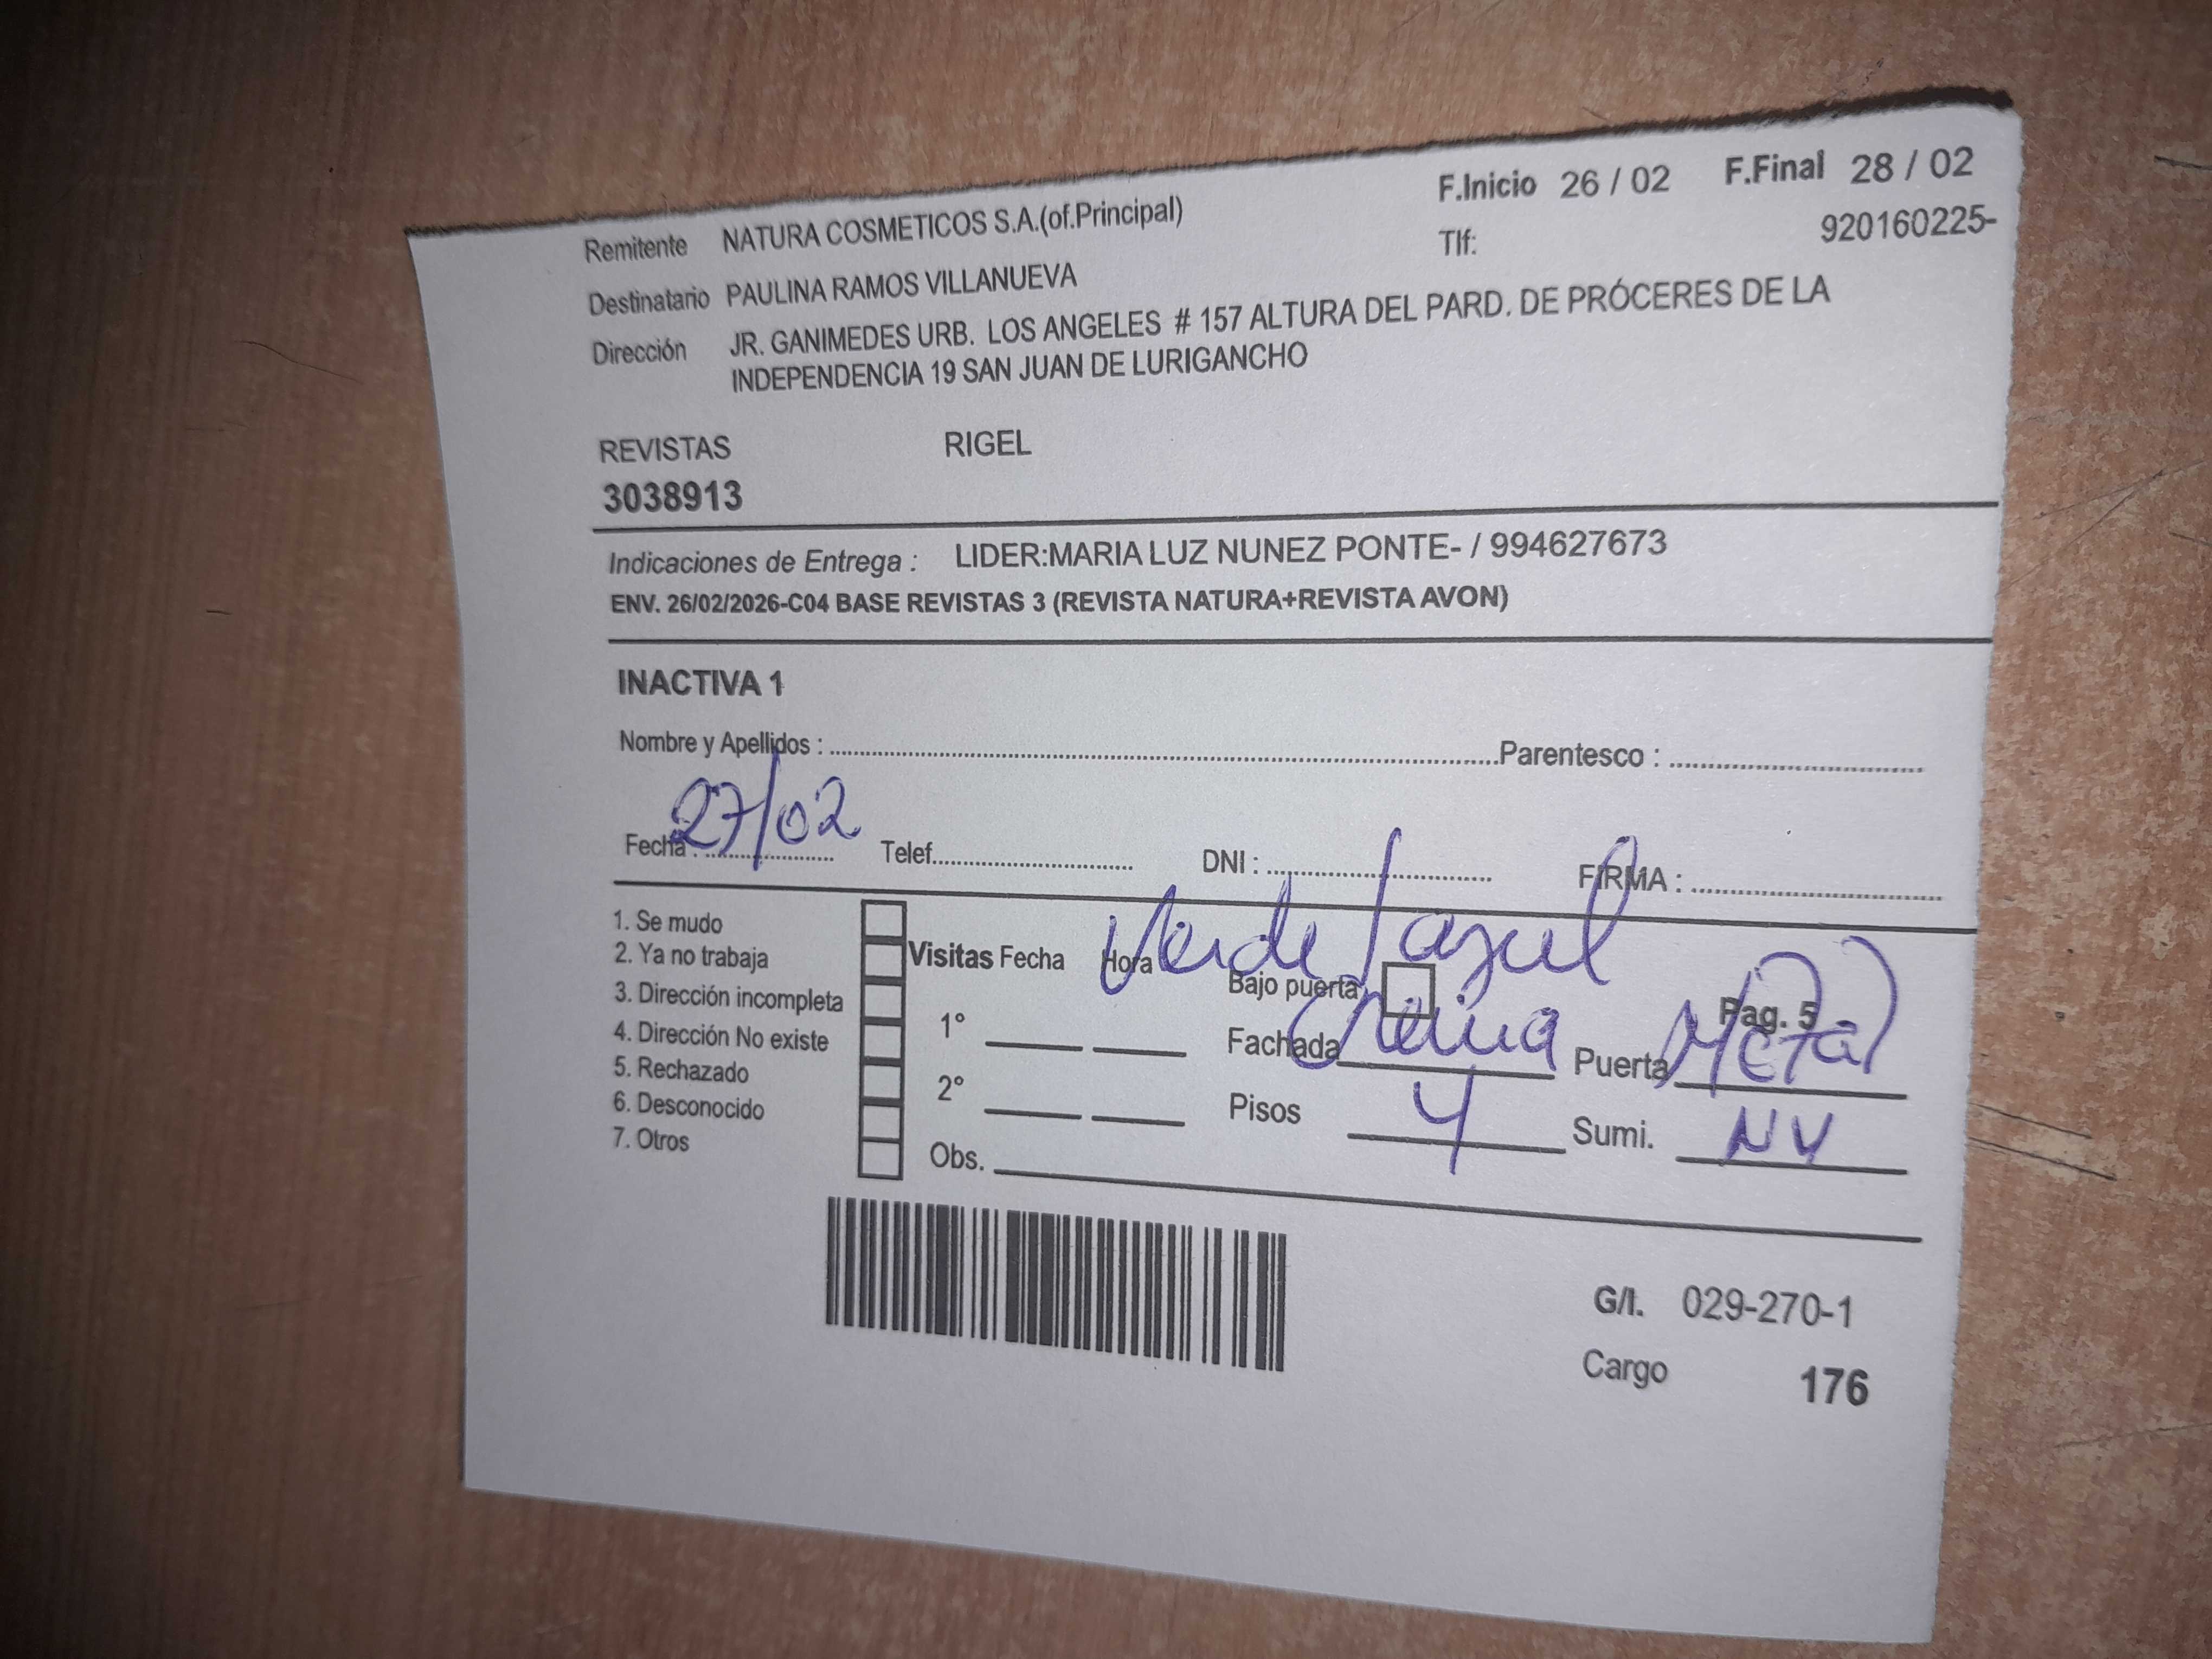 F.Inicio 26 / 02 F.Final 28 / 02
Remitente NATURA COSMETICOS S.A.(of.Principal) Tlf: 920160225-
Destinatario PAULINA RAMOS VILLANUEVA
Dirección JR. GANIMEDES URB. LOS ANGELES # 157 ALTURA DEL PARD. DE PRÓCERES DE LA
INDEPENDENCIA 19 SAN JUAN DE LURIGANCHO
REVISTAS RIGEL
3038913
Indicaciones de Entrega : LIDER:MARIA LUZ NUNEZ PONTE- / 994627673
ENV. 26/02/2026-C04 BASE REVISTAS 3 (REVISTA NATURA+REVISTA AVON)
INACTIVA 1
Nombre y Apellidos : Parentesco :
Fecha : 27/02 Telef. DNI : FIRMA :
Verde/azul
1. Se mudo
2. Ya no trabaja
3. Dirección incompleta
4. Dirección No existe
5. Rechazado
6. Desconocido
7. Otros
Visitas Fecha Hora Bajo puerta
Pag. 5
1° Fachada Crema Puerta Metal
2° Pisos 4 Sumi. NV
Obs.
G/I. 029-270-1
Cargo 176